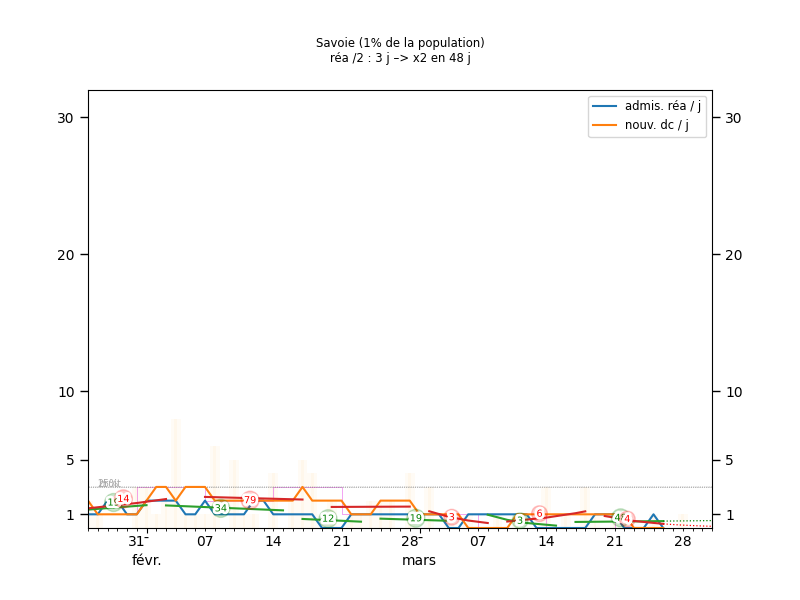 Savoie (1% de la population)
réa /2 : 3 j –> x2 en 48 j
admis. réa / j
nouv. dc / j
30 30
20 20
10 10
5 5
1 1
14 34 79 12 19 3 3 6 4
31 07 14 21 28 07 14 21 28
févr. mars